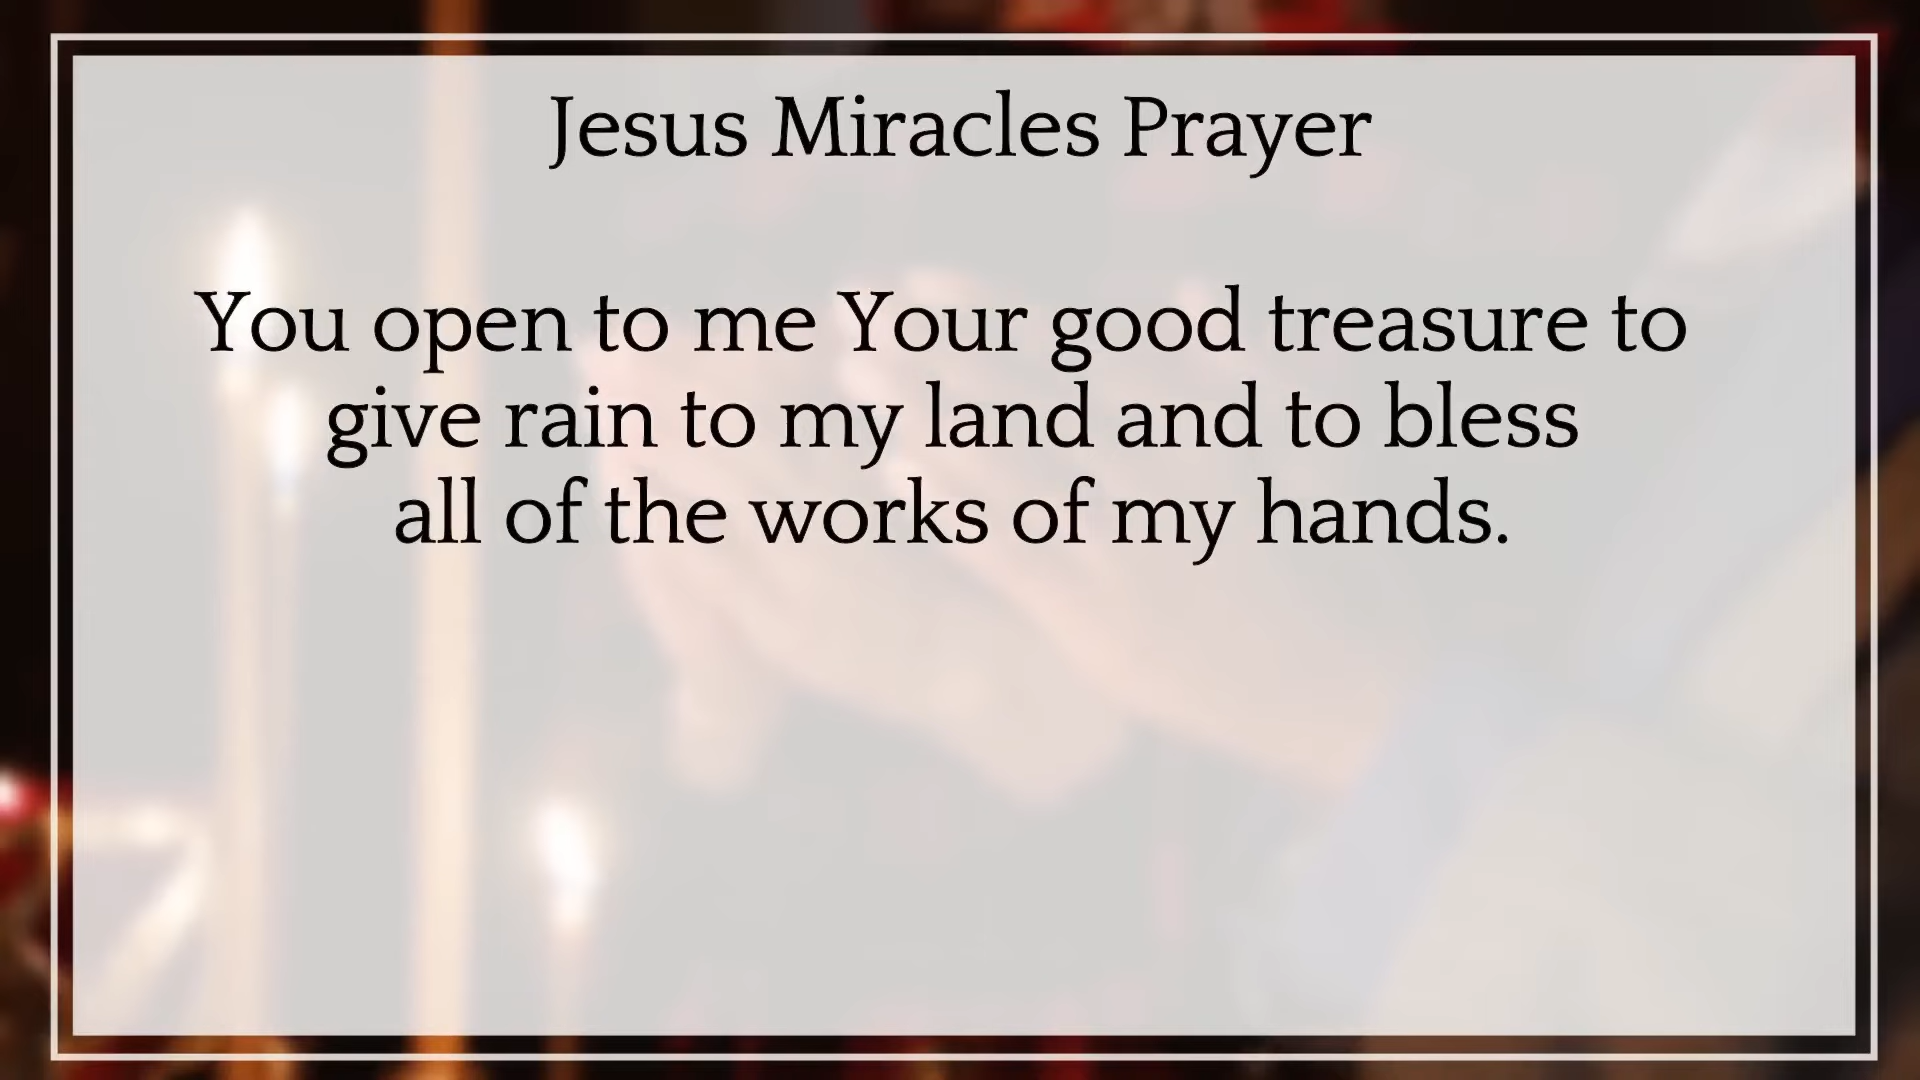 Jesus Miracles Prayer
You open to me Your good treasure to
give rain to my land and to bless
all of the works of my hands.